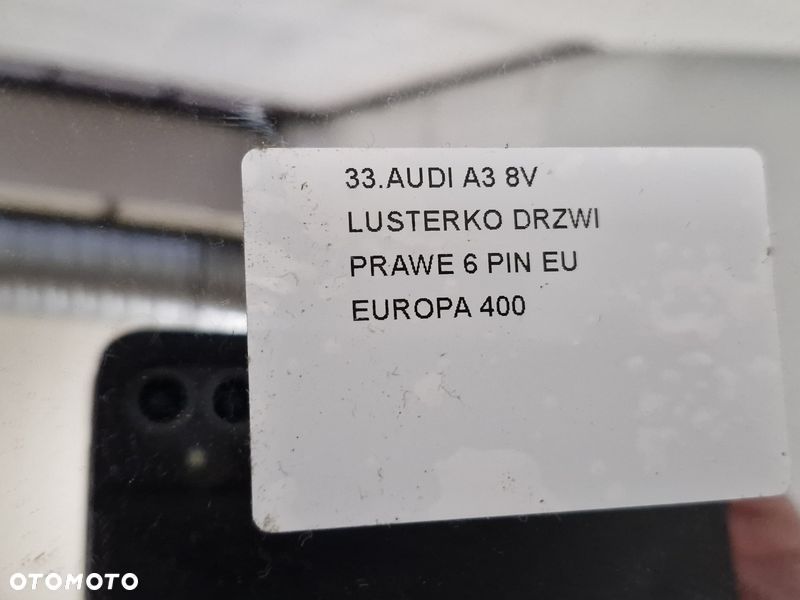 33.AUDI A3 8V
LUSTERKO DRZWI
PRAWE 6 PIN EU
EUROPA 400
OTOMOTO